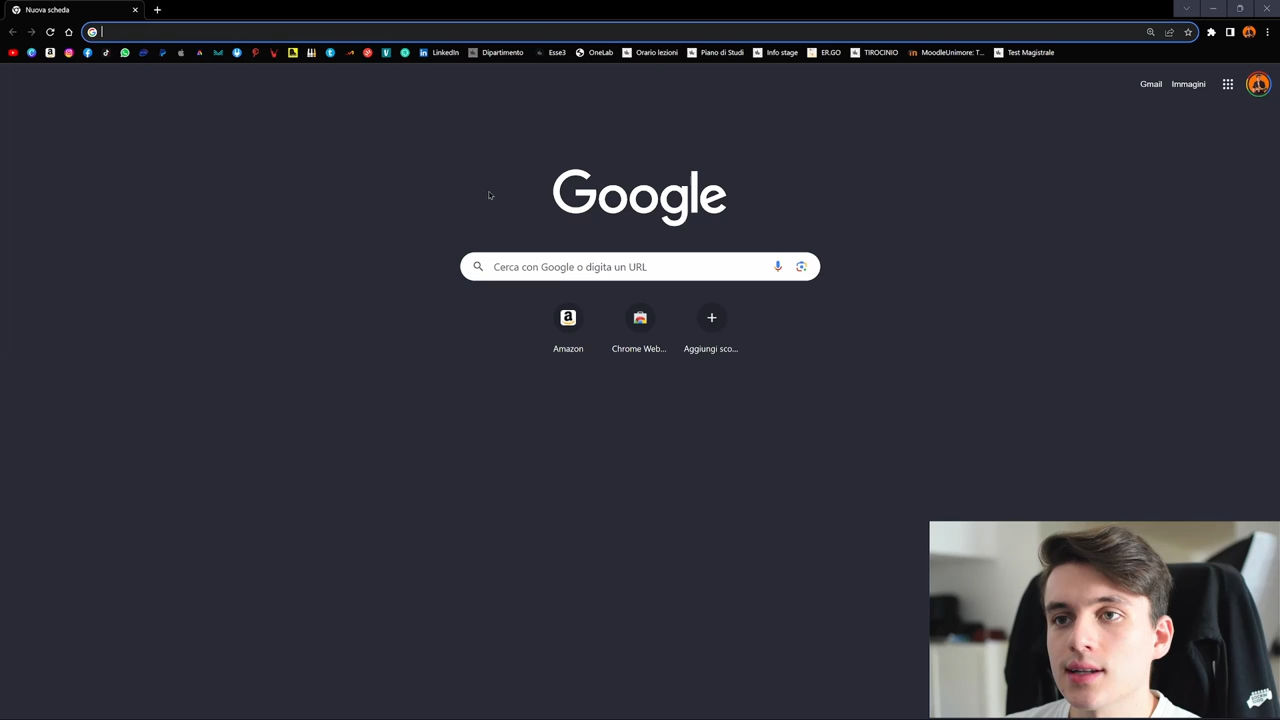 Nuova scheda
LinkedIn Dipartimento Esse3 OneLab Orario lezioni Piano di Studi Info stage ER.GO TIROCINIO MoodleUnimore: T... Test Magistrale
Gmail Immagini
Google
Cerca con Google o digita un URL
Amazon Chrome Web... Aggiungi sco...